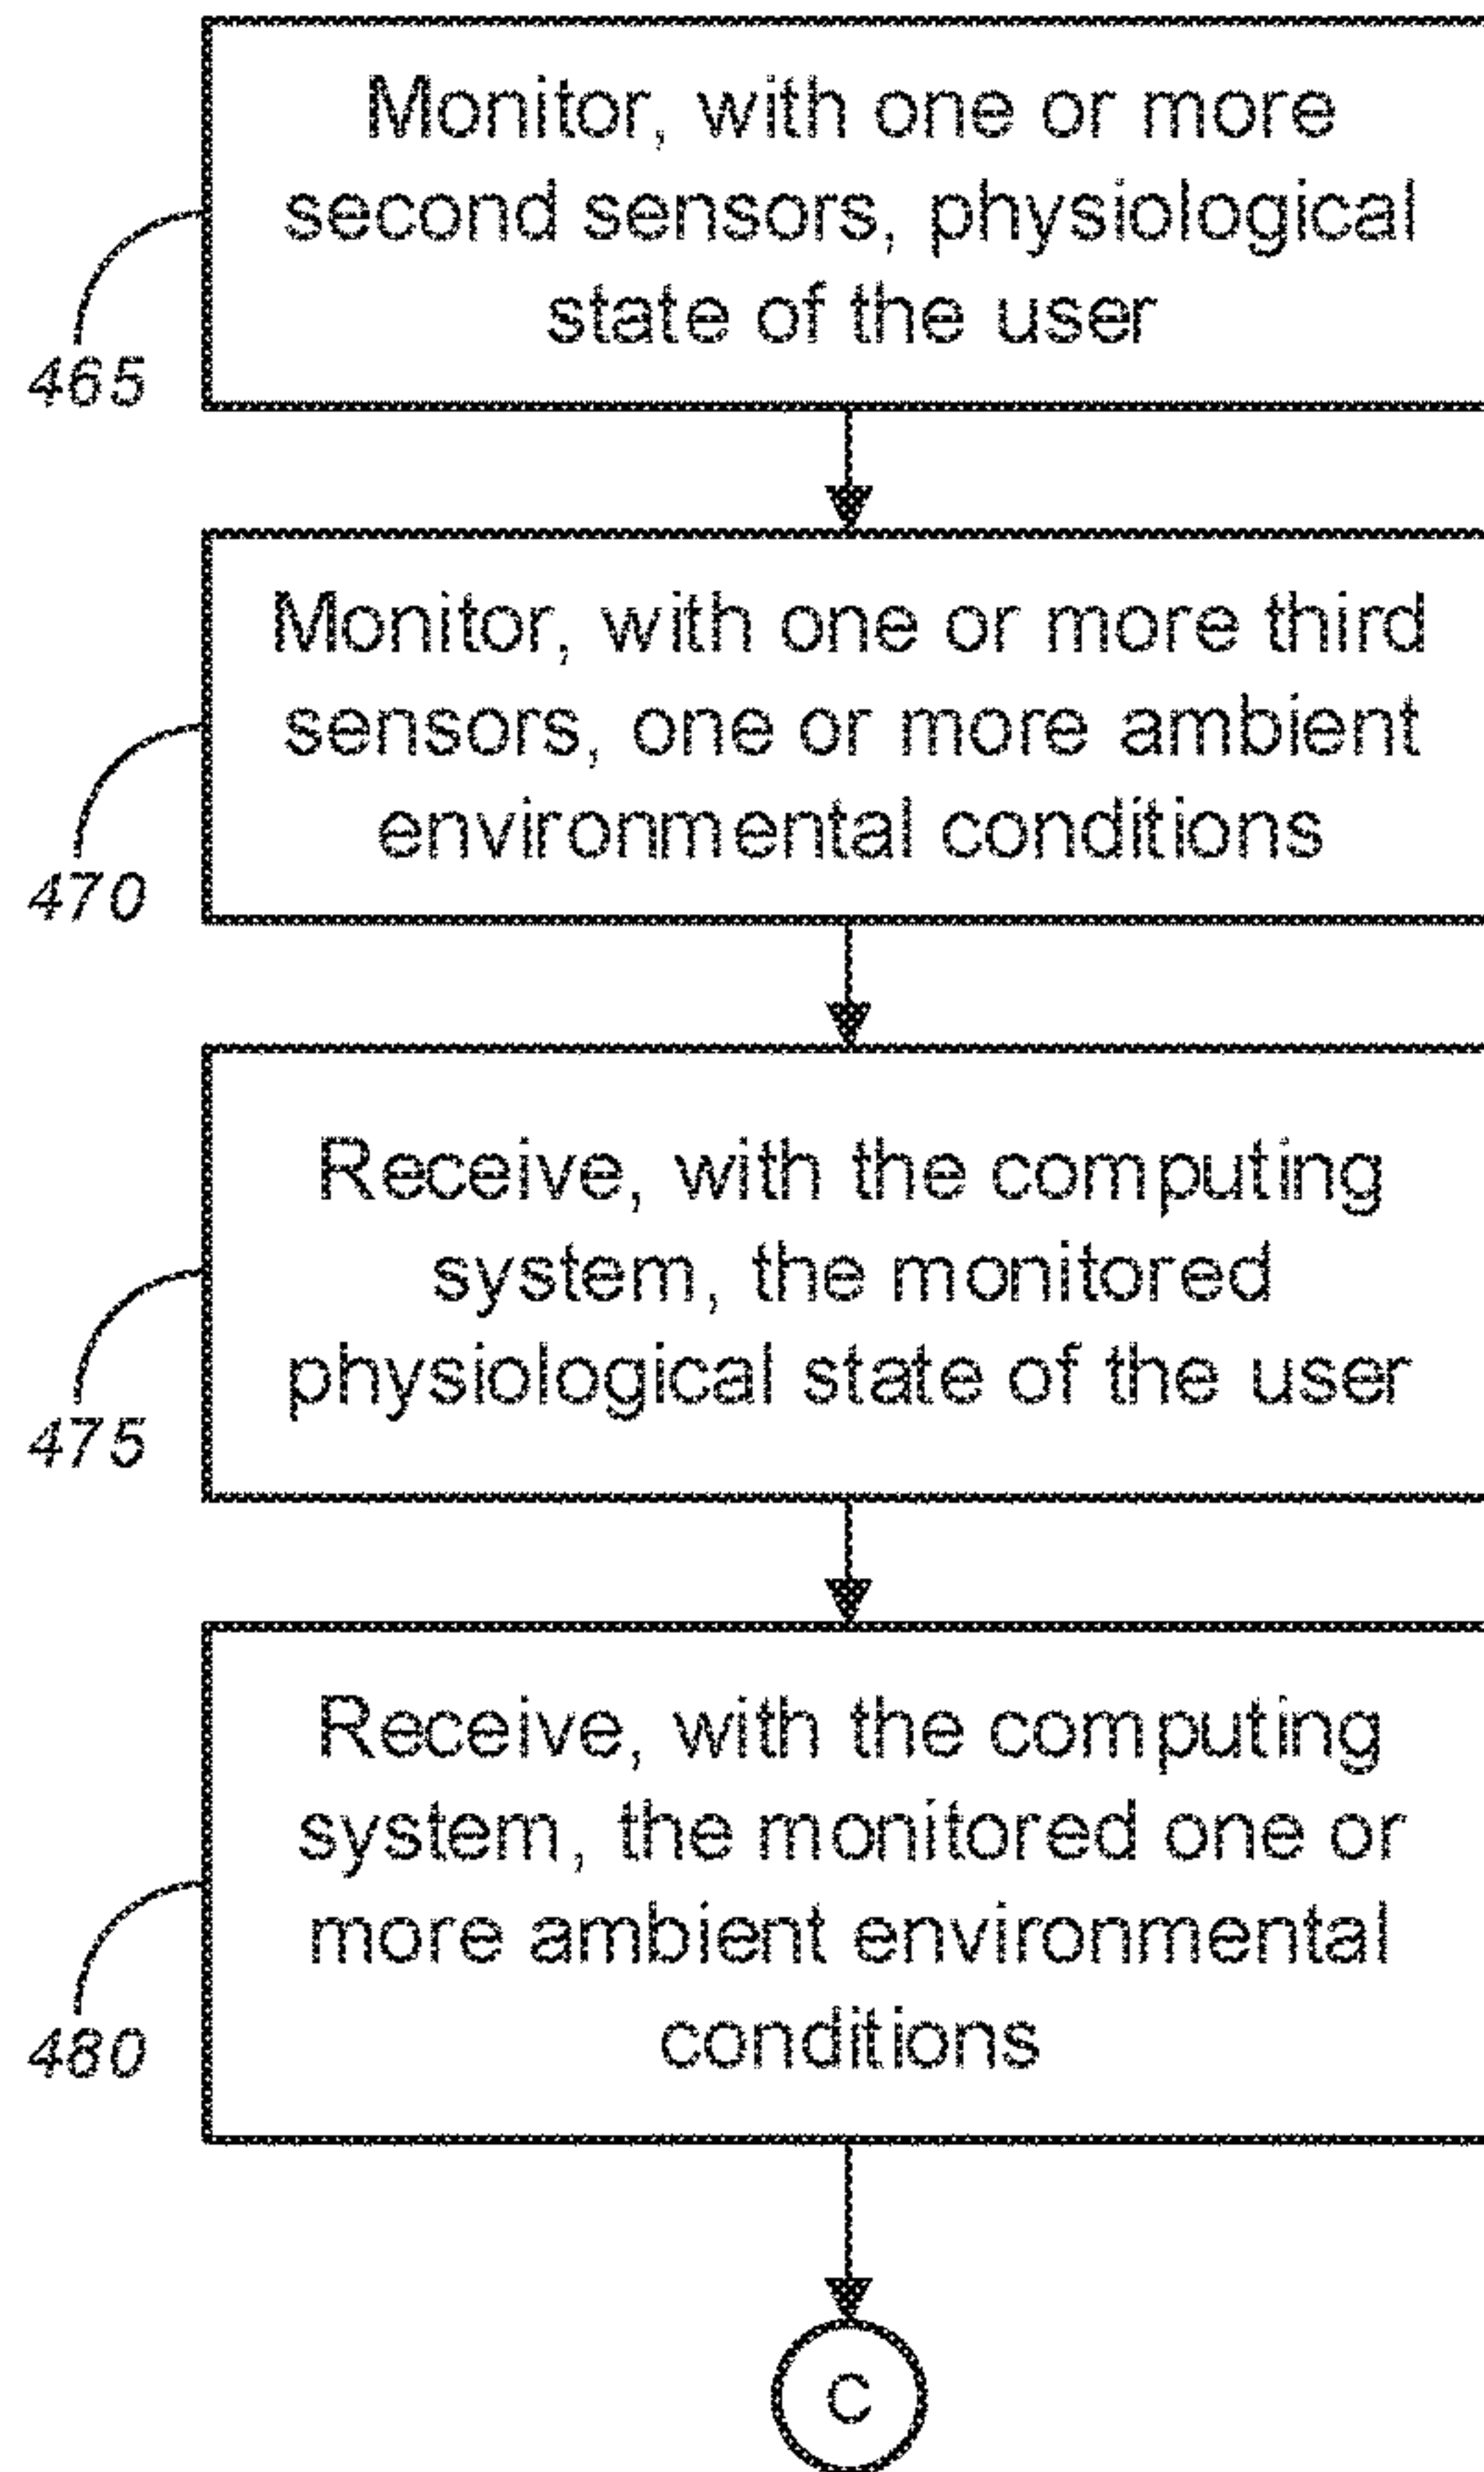 Monitor, with one or more
second sensors, physiological
state of the user
465
Monitor, with one or more third
sensors, one or more ambient
environmental conditions
470
Receive, with the computing
system, the monitored
physiological state of the user
475
Receive, with the computing
system, the monitored one or
more ambient environmental
conditions
480
C